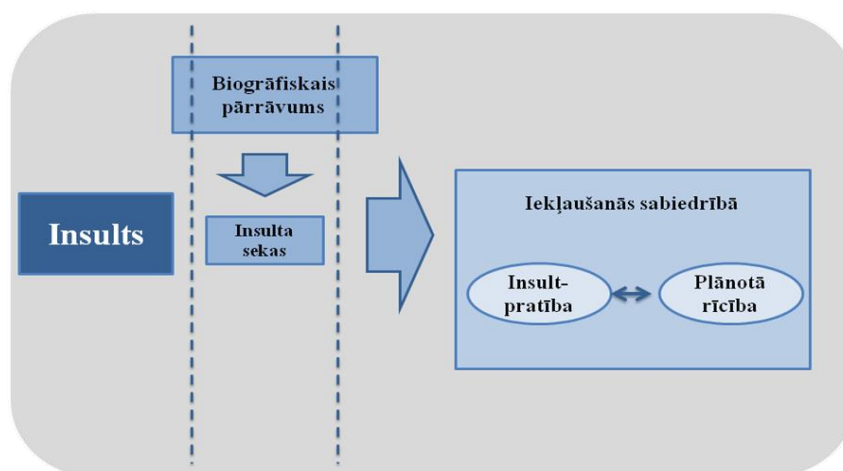 Biogrāfiskais
pārrāvums
Insults
Insulta
sekas
Iekļaušanās sabiedrībā
Insult-
pratība
Plānotā
rīcība